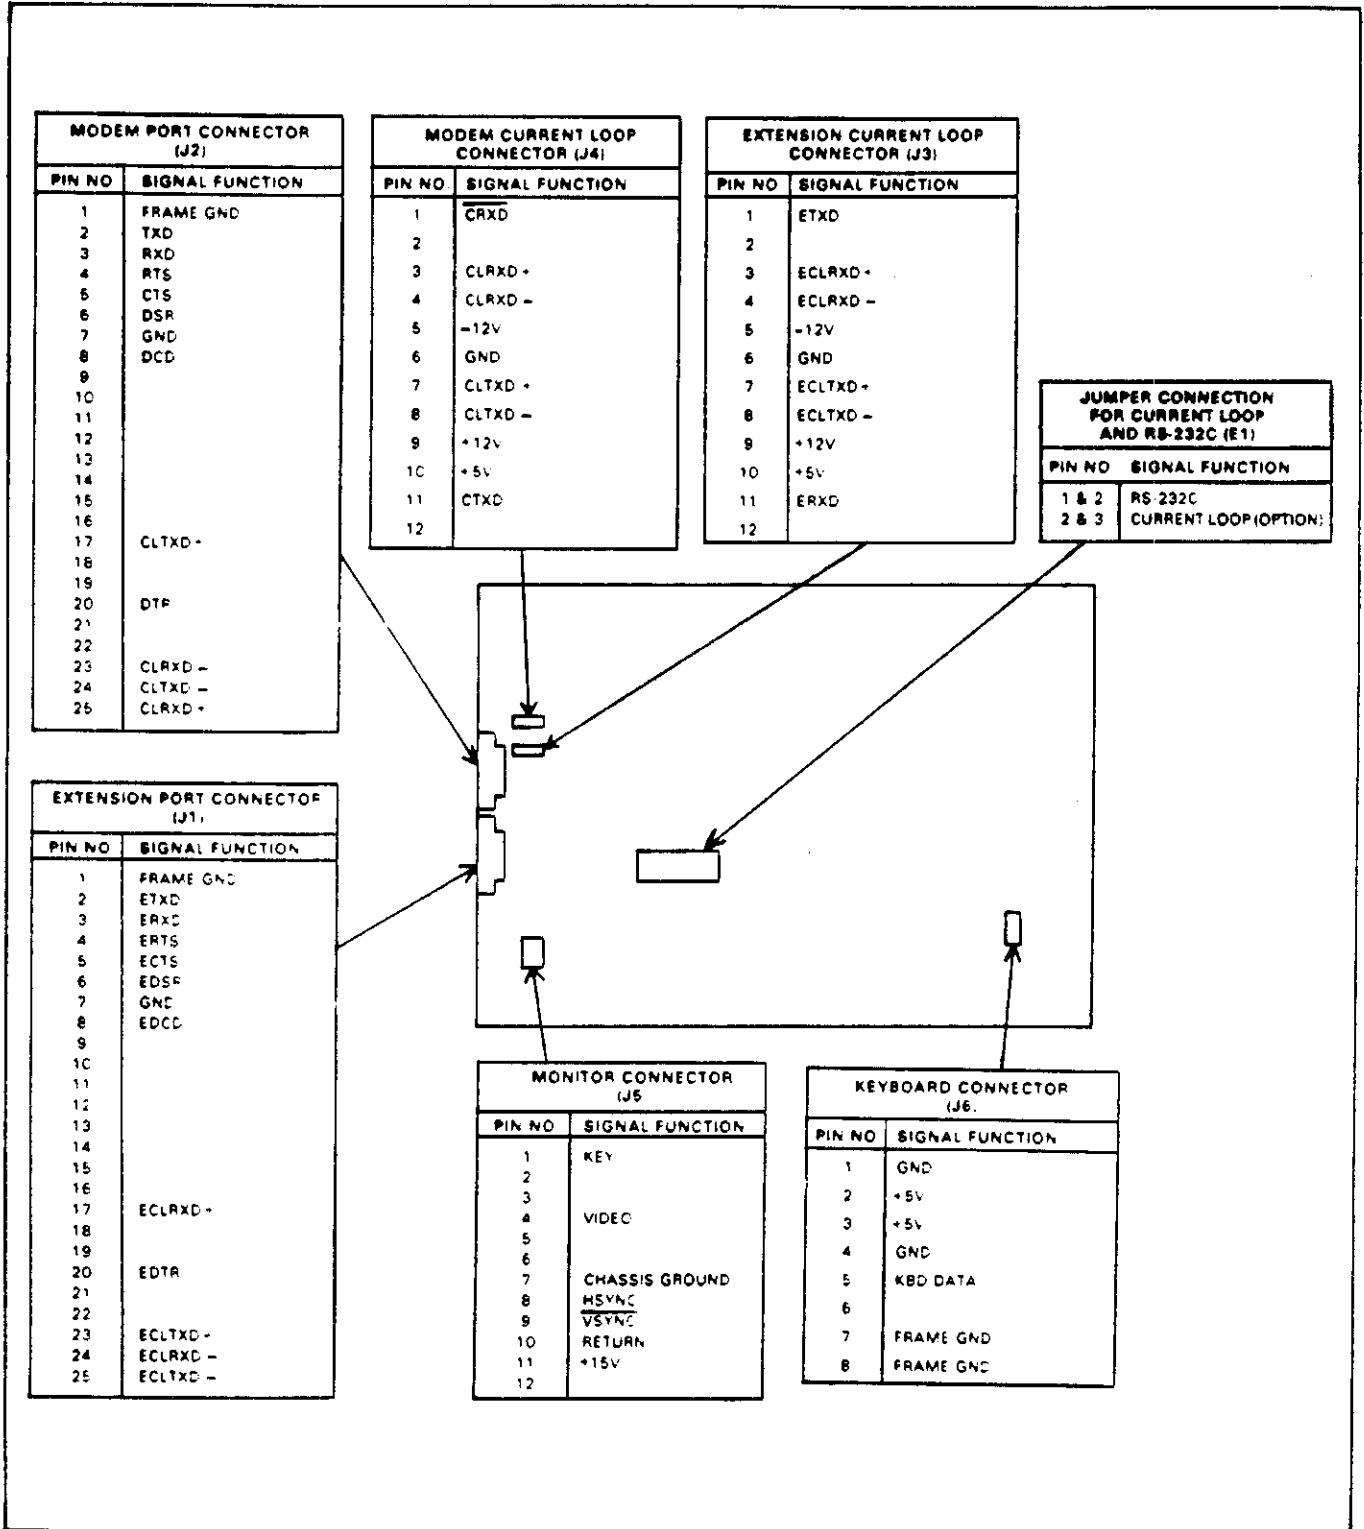 MODEM PORT CONNECTOR
(J2)
PIN NO SIGNAL FUNCTION
1 FRAME GND
2 TXD
3 RXD
4 RTS
5 CTS
6 DSR
7 GND
8 DCD
9
10
11
12
13
14
15
16
17 CLTXD+
18
19
20 DTR
21
22
23 CLRXD –
24 CLTXD –
25 CLRXD +
MODEM CURRENT LOOP
CONNECTOR (J4)
PIN NO. SIGNAL FUNCTION
1 CRXD
2
3 CLRXD +
4 CLRXD –
5 –12V
6 GND
7 CLTXD +
8 CLTXD –
9 +12V
10 +5V
11 CTXD
12
EXTENSION CURRENT LOOP
CONNECTOR (J3)
PIN NO SIGNAL FUNCTION
1 ETXD
2
3 ECLRXD +
4 ECLRXD –
5 -12V
6 GND
7 ECLTXD +
8 ECLTXD –
9 +12V
10 +5V
11 ERXD
12
JUMPER CONNECTION
FOR CURRENT LOOP
AND RS-232C (E1)
PIN NO SIGNAL FUNCTION
1 & 2 RS-232C
2 & 3 CURRENT LOOP (OPTION)
EXTENSION PORT CONNECTOR
(J1)
PIN NO SIGNAL FUNCTION
1 FRAME GND
2 ETXD
3 ERXD
4 ERTS
5 ECTS
6 EDSR
7 GND
8 EDCD
9
10
11
12
13
14
15
16
17 ECLRXD +
18
19
20 EDTR
21
22
23 ECLTXD +
24 ECLRXD –
25 ECLTXD –
MONITOR CONNECTOR
(J5
PIN NO SIGNAL FUNCTION
1 KEY
2
3
4 VIDEO
5
6
7 CHASSIS GROUND
8 HSYNC
9 VSYNC
10 RETURN
11 +15V
12
KEYBOARD CONNECTOR
(J6.
PIN NO SIGNAL FUNCTION
1 GND
2 +5V
3 +5V
4 GND
5 KBD DATA
6
7 FRAME GND
8 FRAME GND